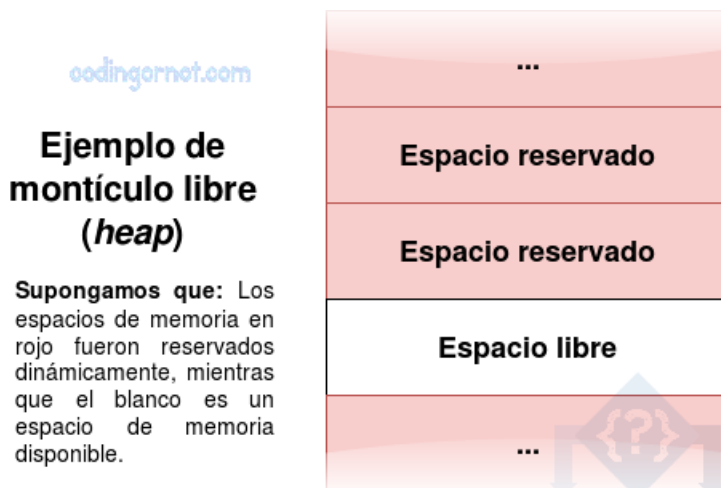 codingornot.com
Ejemplo de
montículo libre
(heap)
Supongamos que: Los
espacios de memoria en
rojo fueron reservados
dinámicamente, mientras
que el blanco es un
espacio de memoria
disponible.
...
Espacio reservado
Espacio reservado
Espacio libre
...
{?}